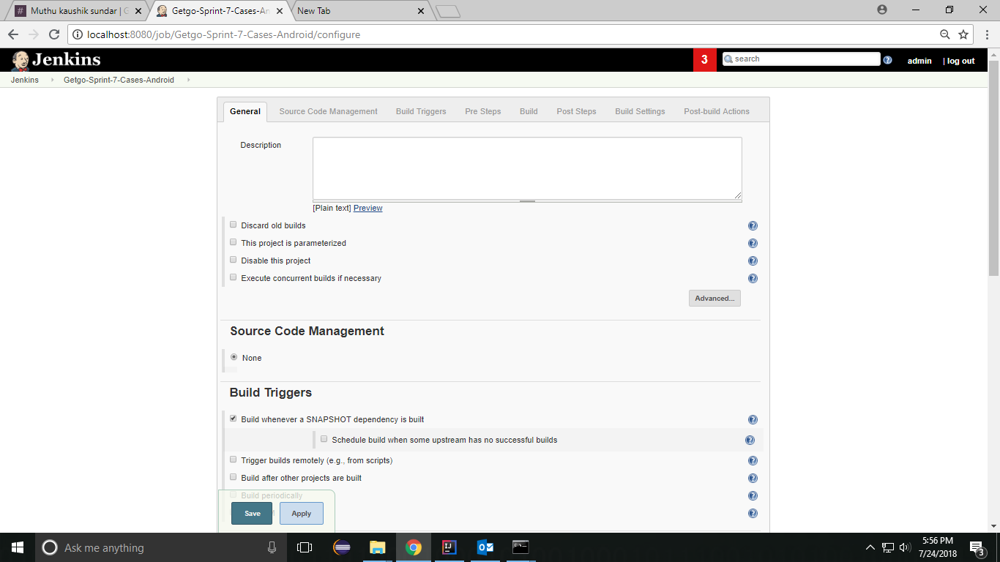 # Muthu kaushik sundar | G
Getgo-Sprint-7-Cases-An
New Tab
localhost:8080/job/Getgo-Sprint-7-Cases-Android/configure
Jenkins
3
search
admin
| log out
Jenkins
Getgo-Sprint-7-Cases-Android
General
Source Code Management
Build Triggers
Pre Steps
Build
Post Steps
Build Settings
Post-build Actions
Description
[Plain text] Preview
Discard old builds
This project is parameterized
Disable this project
Execute concurrent builds if necessary
Advanced...
Source Code Management
None
Build Triggers
Build whenever a SNAPSHOT dependency is built
Schedule build when some upstream has no successful builds
Trigger builds remotely (e.g., from scripts)
Build after other projects are built
Build periodically
Save
Apply
Ask me anything
5:56 PM
7/24/2018
3